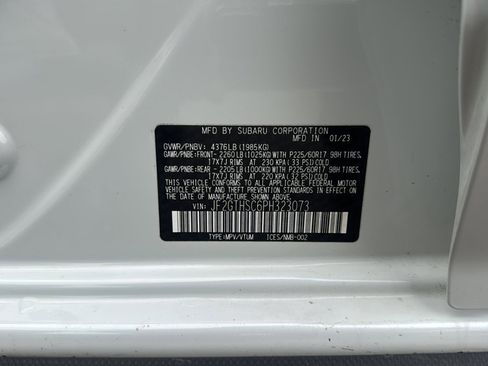 MFD BY SUBARU CORPORATION
MFD IN 01/23
GVWR/PNBV: 4376LB(1985KG)
GAWR/PNBE:FRONT- 2260LB(1025KG)WITH P225/60R17 98H TIRES,
17X7J RIMS AT 230 KPA(33 PSI)COLD
GAWR/PNBE:REAR - 2205LB(1000KG)WITH P225/60R17 98H TIRES,
17X7J RIMS AT 220 KPA(32 PSI)COLD
THIS VEHICLE CONFORMS TO ALL APPLICABLE FEDERAL MOTOR
VEHICLE SAFETY, BUMPER, AND THEFT PREVENTION STANDARDS IN EFFECT
ON THE DATE OF MANUFACTURE SHOWN ABOVE.
VIN: JF2GTHSC6PH323073
TYPE:MPV/VTUM ICES/NMB-002